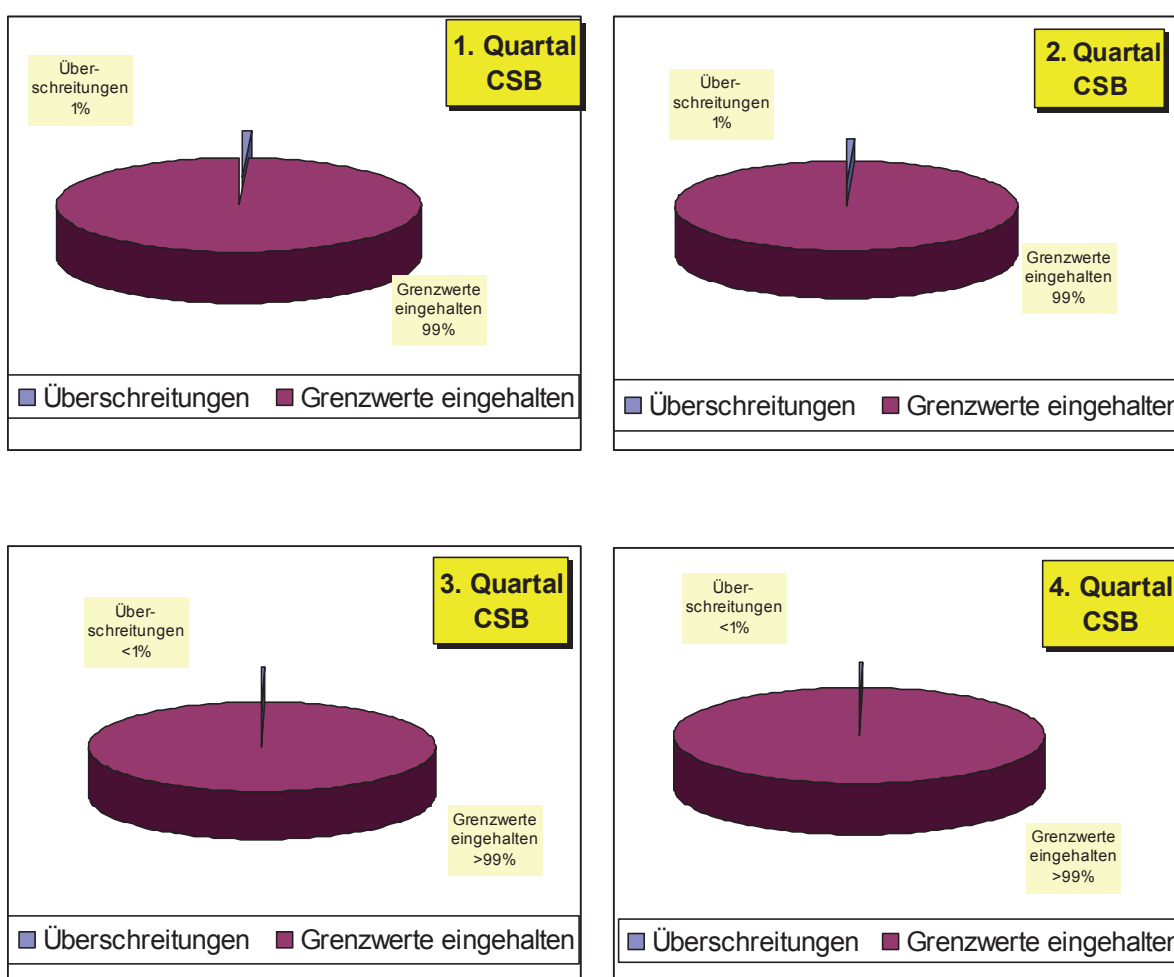 1. Quartal
CSB
Über-
schreitungen
1%
Grenzwerte
eingehalten
99%
Überschreitungen Grenzwerte eingehalten
2. Quartal
CSB
Über-
schreitungen
1%
Grenzwerte
eingehalten
99%
Überschreitungen Grenzwerte eingehalten
3. Quartal
CSB
Über-
schreitungen
<1%
Grenzwerte
eingehalten
>99%
Überschreitungen Grenzwerte eingehalten
4. Quartal
CSB
Über-
schreitungen
<1%
Grenzwerte
eingehalten
>99%
Überschreitungen Grenzwerte eingehalten